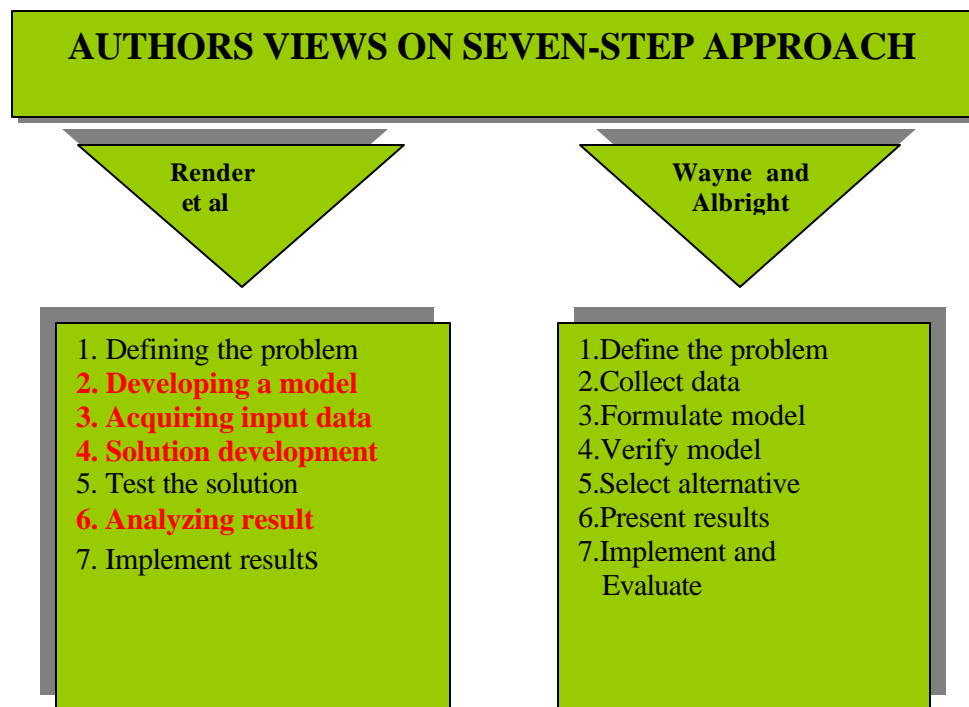 AUTHORS VIEWS ON SEVEN-STEP APPROACH
Render
et al
Wayne and
Albright
1. Defining the problem
2. Developing a model
3. Acquiring input data
4. Solution development
5. Test the solution
6. Analyzing result
7. Implement results
1.Define the problem
2.Collect data
3.Formulate model
4.Verify model
5.Select alternative
6.Present results
7.Implement and
Evaluate